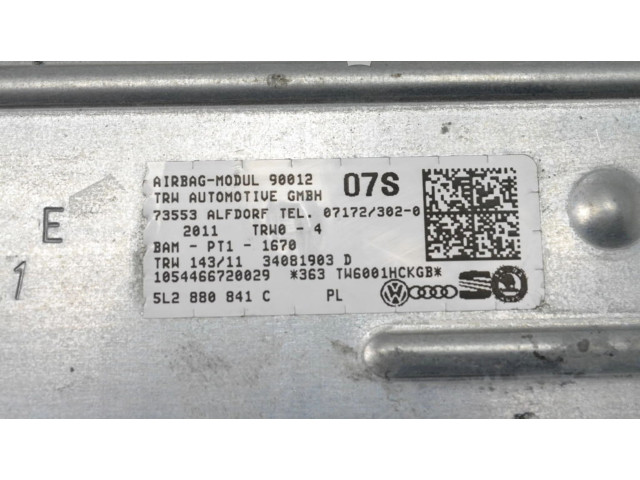 AIRBAG-MODUL 90012 07S
TRW AUTOMOTIVE GMBH
73553 ALFDORF TEL. 07172/302-0
2011 TRW0 - 4
BAM - PT1 - 1670
TRW 143/11 34081903 D
1054466720029 *363 TW6001HCKGB*
5L2 880 841 C PL
E
1